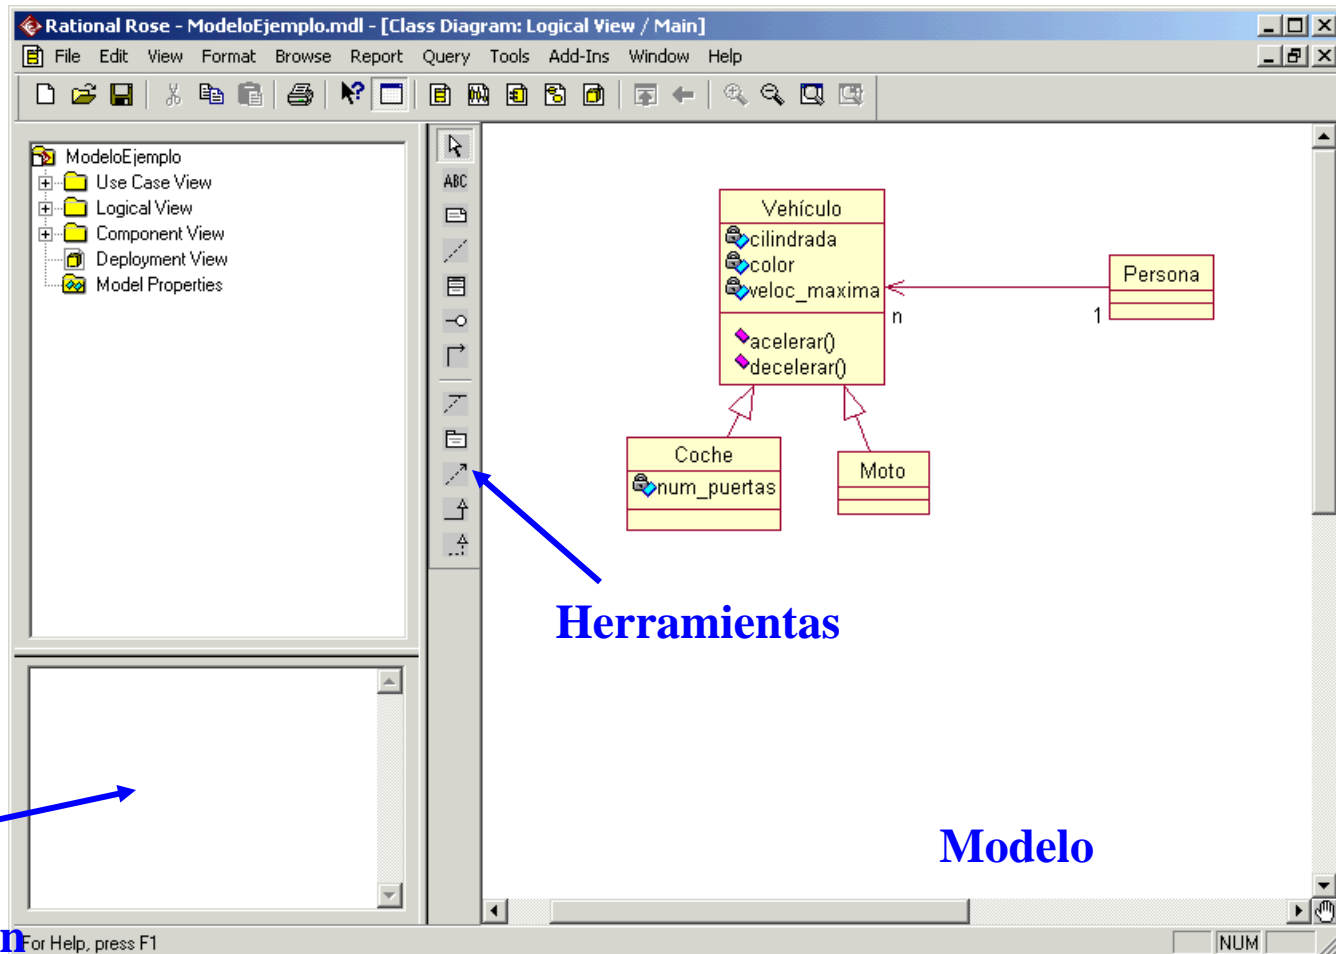 Rational Rose - ModeloEjemplo.mdl - [Class Diagram: Logical View / Main]
File Edit View Format Browse Report Query Tools Add-Ins Window Help
ModeloEjemplo
Use Case View
Logical View
Component View
Deployment View
Model Properties
ABC
Vehículo
cilindrada
color
veloc_maxima
acelerar()
decelerar()
Persona
n
1
Coche
num_puertas
Moto
Herramientas
Modelo
n
For Help, press F1
NUM